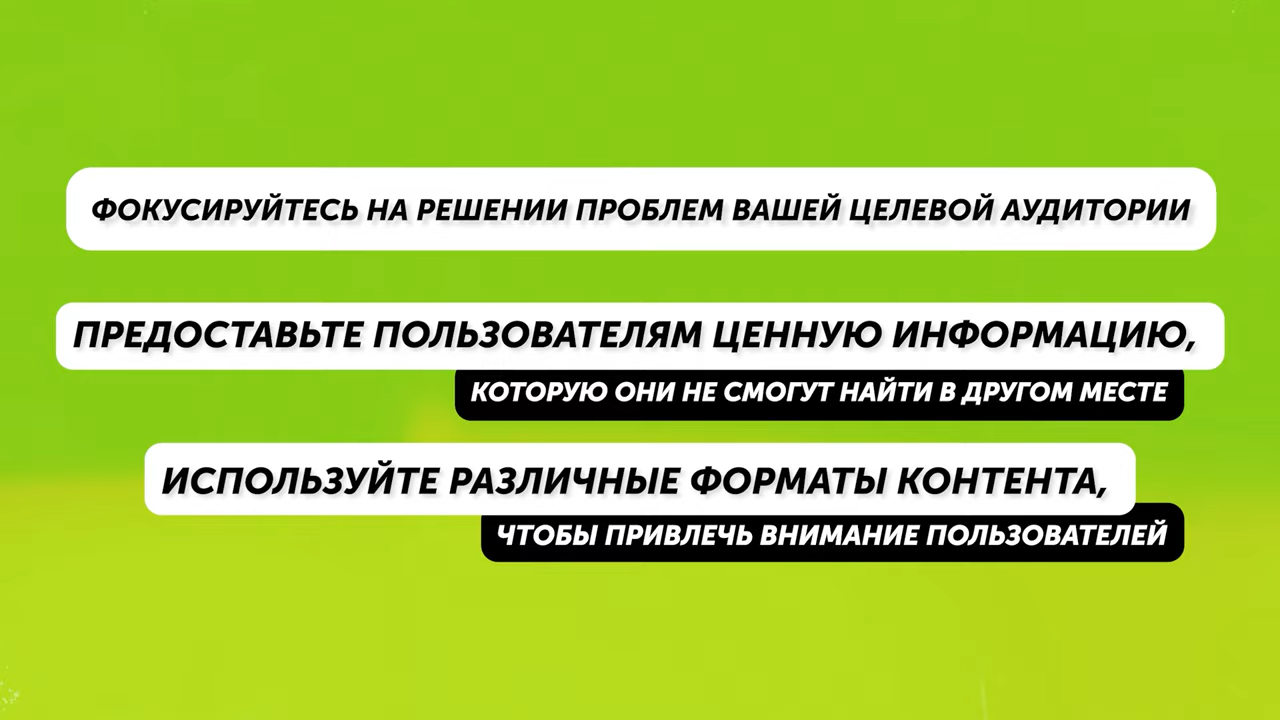 ФОКУСИРУЙТЕСЬ НА РЕШЕНИИ ПРОБЛЕМ ВАШЕЙ ЦЕЛЕВОЙ АУДИТОРИИ
ПРЕДОСТАВЬТЕ ПОЛЬЗОВАТЕЛЯМ ЦЕННУЮ ИНФОРМАЦИЮ,
КОТОРУЮ ОНИ НЕ СМОГУТ НАЙТИ В ДРУГОМ МЕСТЕ
ИСПОЛЬЗУЙТЕ РАЗЛИЧНЫЕ ФОРМАТЫ КОНТЕНТА,
ЧТОБЫ ПРИВЛЕЧЬ ВНИМАНИЕ ПОЛЬЗОВАТЕЛЕЙ